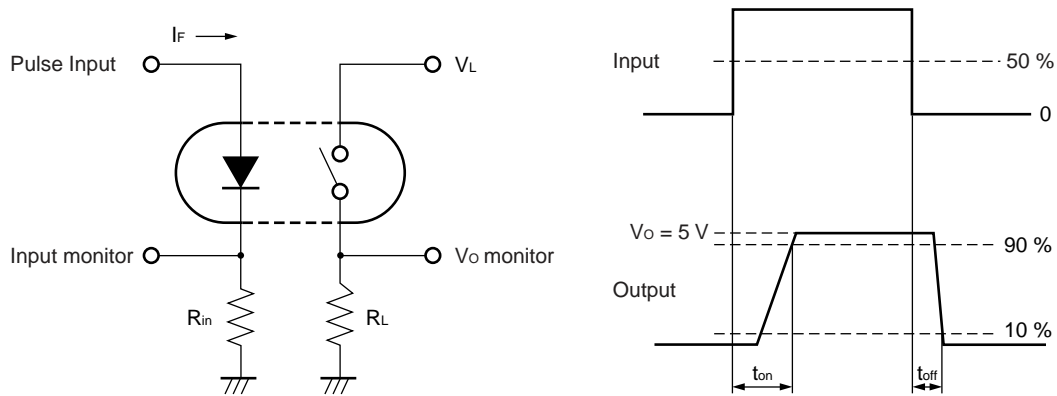 IF
Pulse Input
VL
Input monitor
VO monitor
Rin
RL
Input
50 %
0
VO = 5 V
90 %
Output
10 %
ton
toff